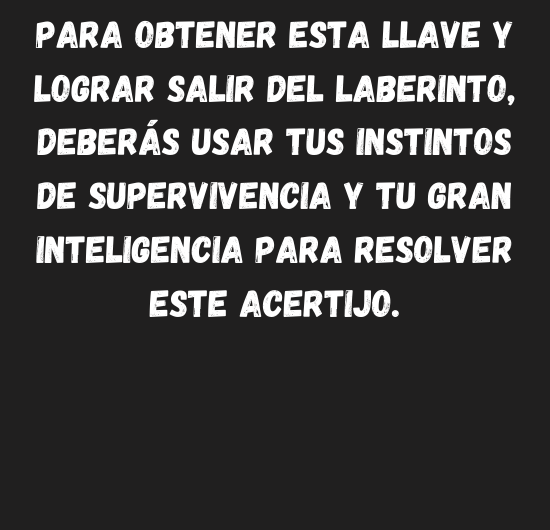 PARA OBTENER ESTA LLAVE Y
LOGRAR SALIR DEL LABERINTO,
DEBERÁS USAR TUS INSTINTOS
DE SUPERVIVENCIA Y TU GRAN
INTELIGENCIA PARA RESOLVER
ESTE ACERTIJO.